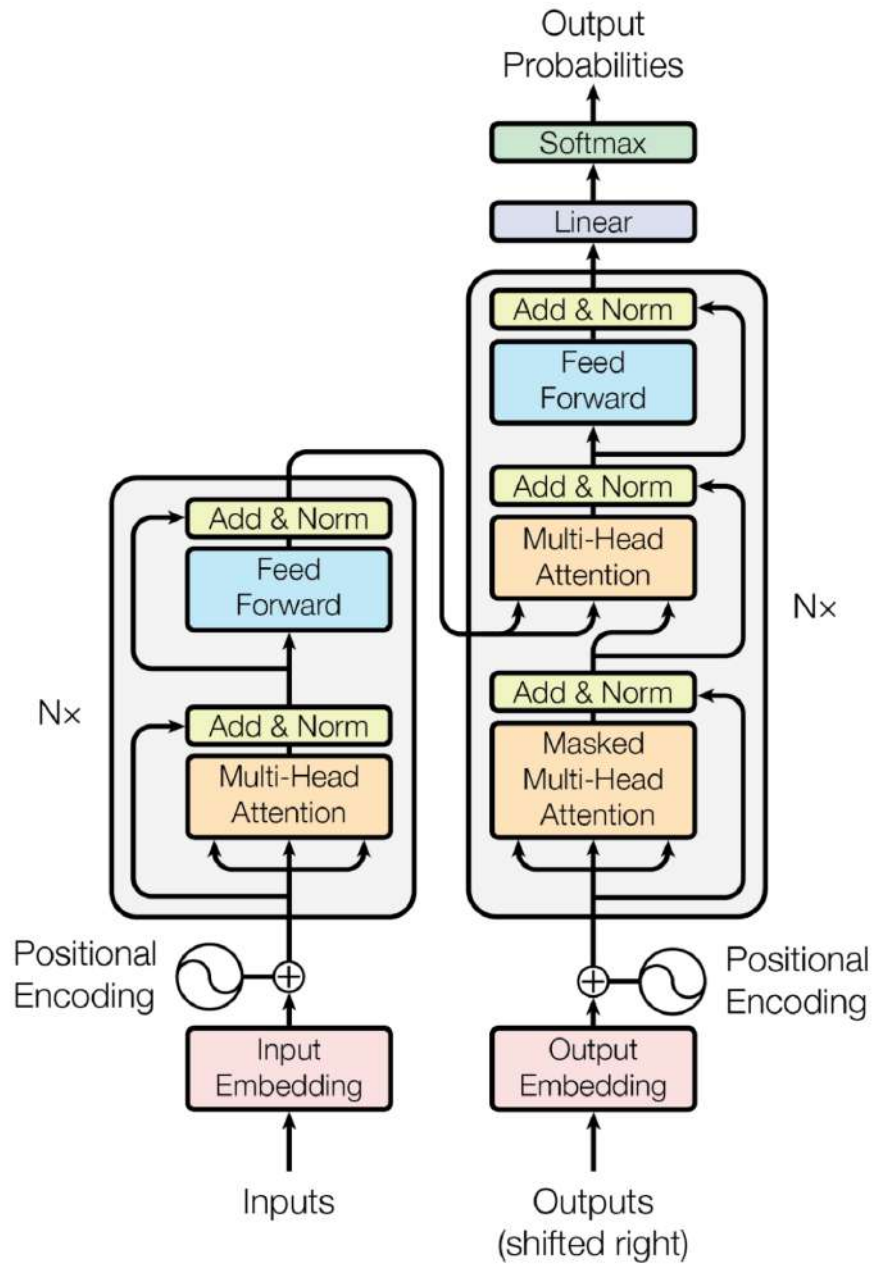 Output
Probabilities
Softmax
Linear
Add & Norm
Feed
Forward
Add & Norm
Multi-Head
Attention
Nx
Add & Norm
Masked
Multi-Head
Attention
Add & Norm
Feed
Forward
Nx
Add & Norm
Multi-Head
Attention
Positional
Encoding
Positional
Encoding
Input
Embedding
Output
Embedding
Inputs
Outputs
(shifted right)